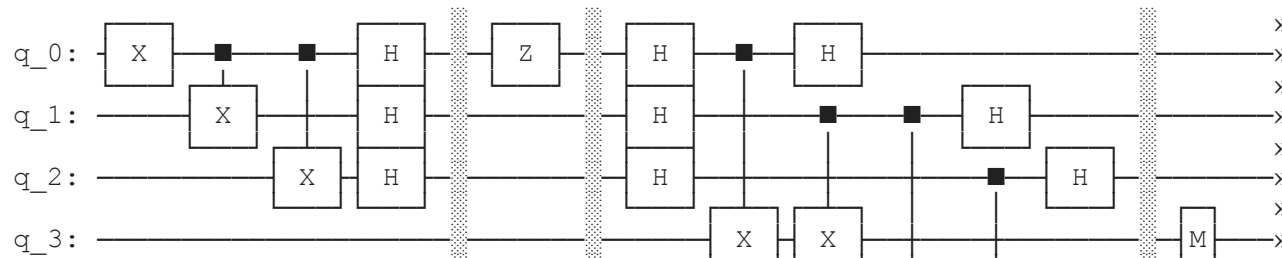 q_0: X H Z H H
q_1: X H H H
q_2: X H H H
q_3: X X M